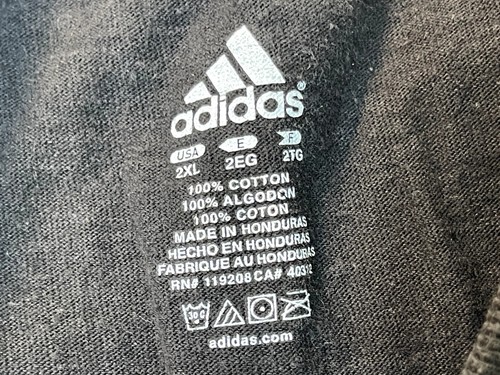 adidas®
USA E F
2XL 2EG 2TG
100% COTTON
100% ALGODON
100% COTON
MADE IN HONDURAS
HECHO EN HONDURAS
FABRIQUE AU HONDURAS
RN# 119208 CA# 40312
30 C
adidas.com